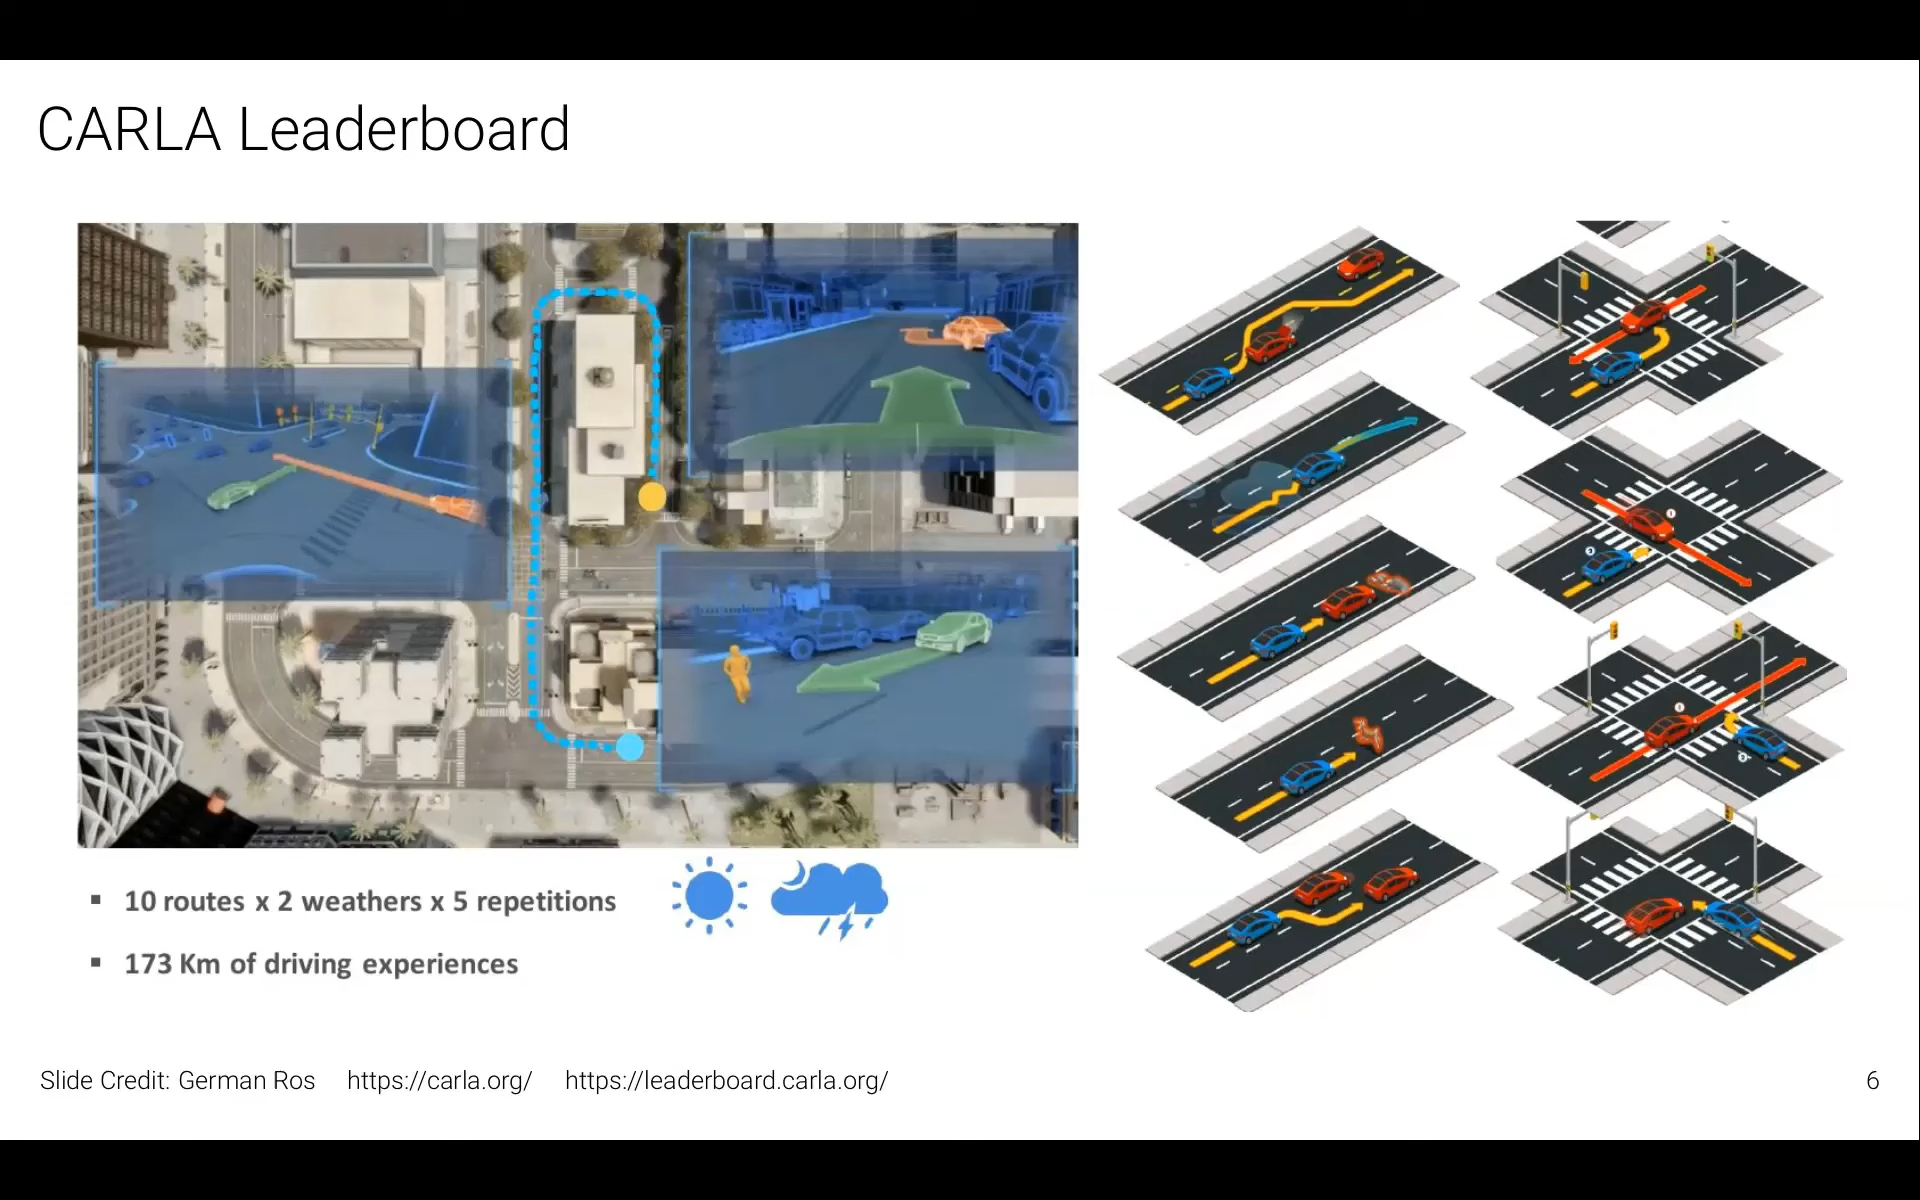 CARLA Leaderboard
▪ 10 routes x 2 weathers x 5 repetitions
▪ 173 Km of driving experiences
Slide Credit: German Ros https://carla.org/ https://leaderboard.carla.org/ 6